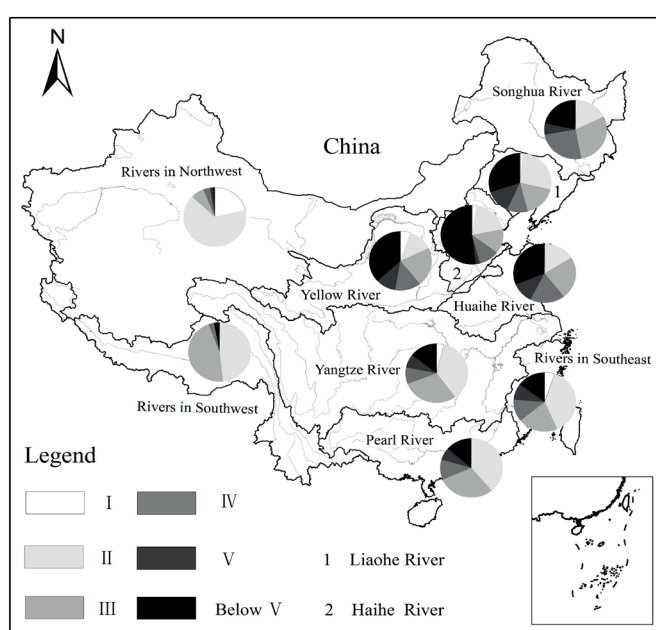 N
Songhua River
China
Rivers in Northwest
1
2
Yellow River
Huaihe River
Rivers in Southeast
Yangtze River
Rivers in Southwest
Pearl River
Legend
I IV
II V 1 Liaohe River
III Below V 2 Haihe River